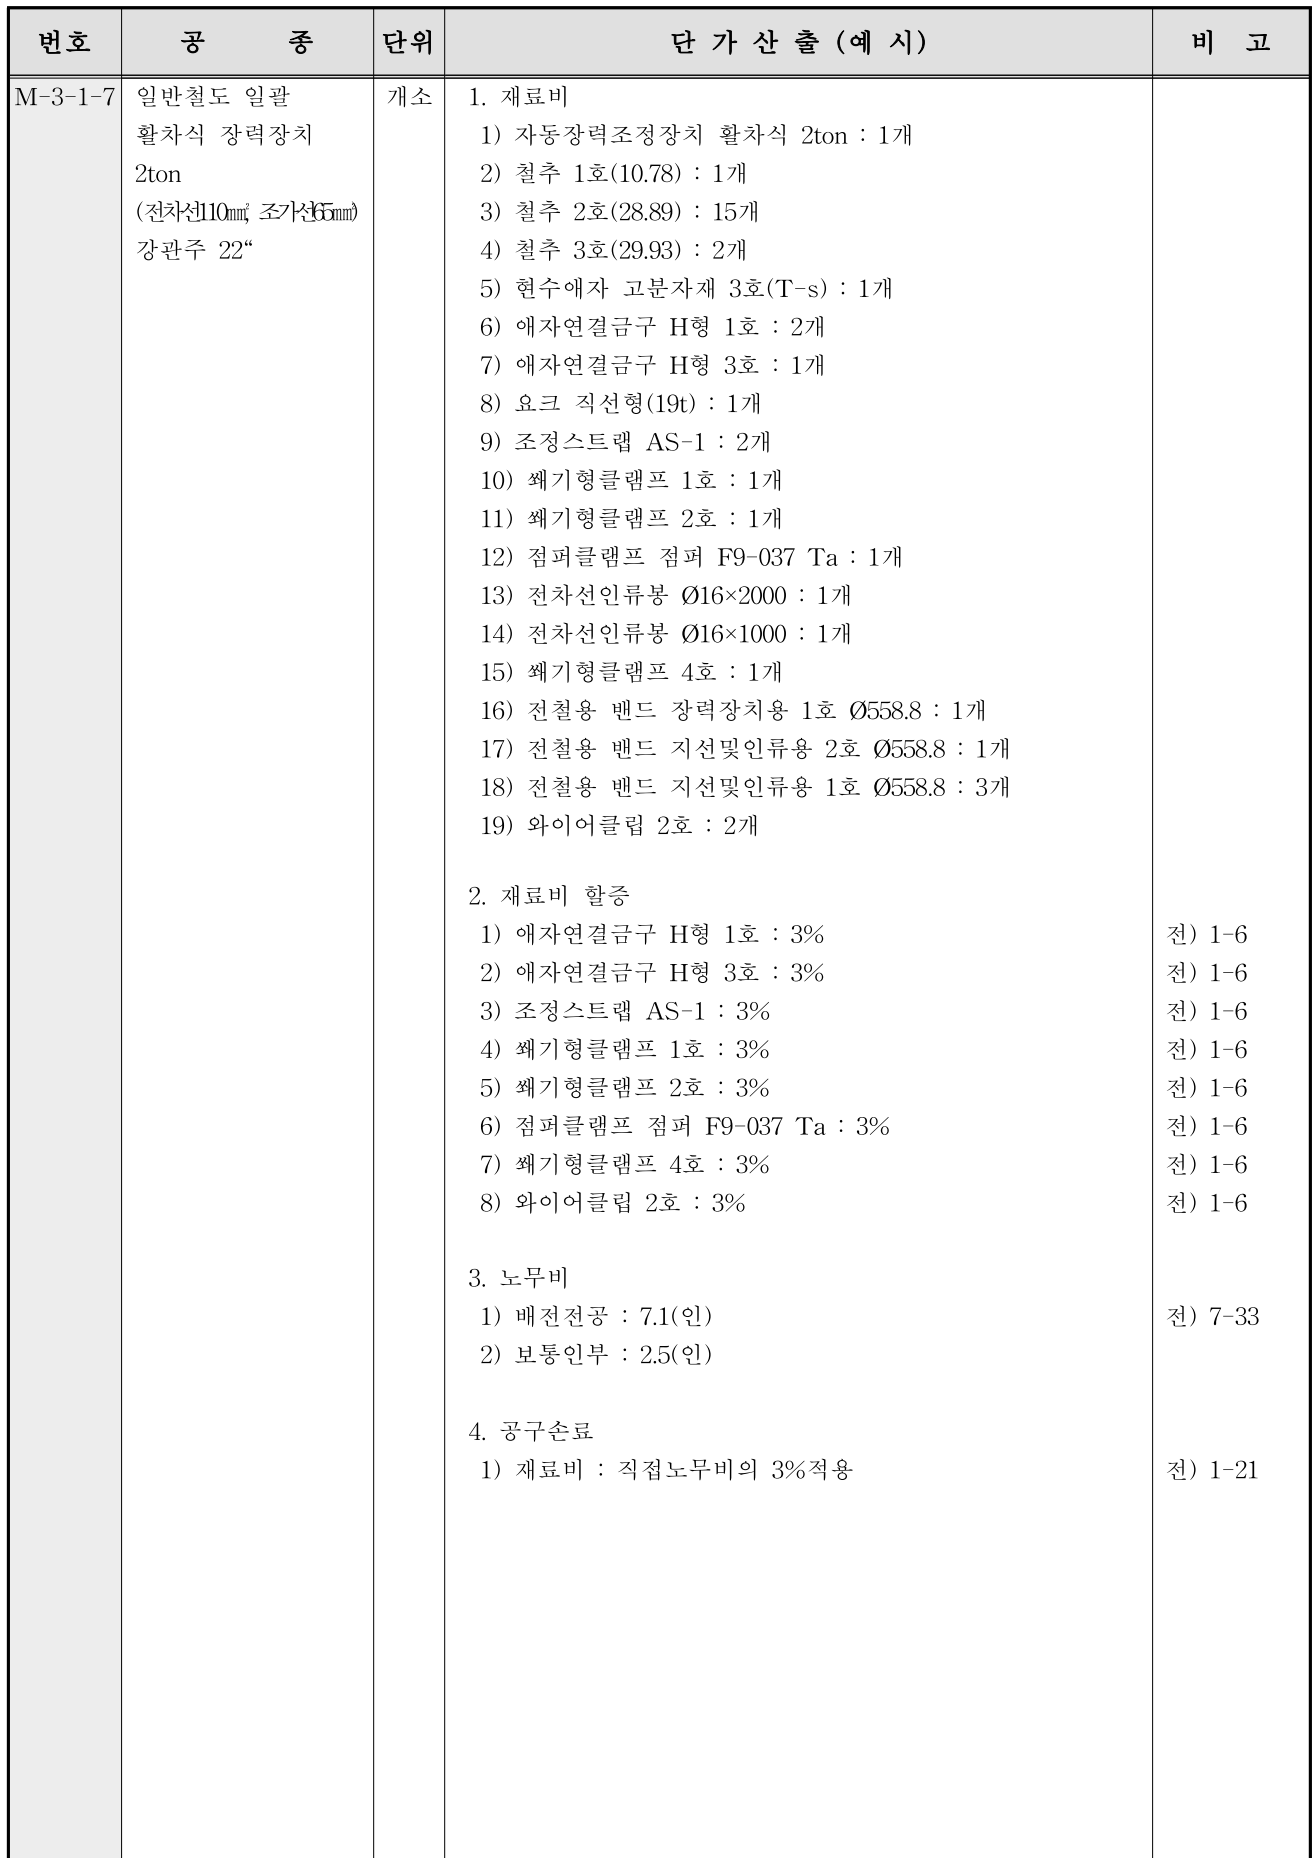 번호 공 종 단위 단 가 산 출 (예 시) 비 고
M-3-1-7 일반철도 일괄 개소 1. 재료비
활차식 장력장치 1) 자동장력조정장치 활차식 2ton : 1개
2ton 2) 철추 1호(10.78) : 1개
(전차선110㎟, 조가선65㎟) 3) 철추 2호(28.89) : 15개
강관주 22“ 4) 철추 3호(29.93) : 2개
5) 현수애자 고분자재 3호(T-s) : 1개
6) 애자연결금구 H형 1호 : 2개
7) 애자연결금구 H형 3호 : 1개
8) 요크 직선형(19t) : 1개
9) 조정스트랩 AS-1 : 2개
10) 쐐기형클램프 1호 : 1개
11) 쐐기형클램프 2호 : 1개
12) 점퍼클램프 점퍼 F9-037 Ta : 1개
13) 전차선인류봉 Ø16×2000 : 1개
14) 전차선인류봉 Ø16×1000 : 1개
15) 쐐기형클램프 4호 : 1개
16) 전철용 밴드 장력장치용 1호 Ø558.8 : 1개
17) 전철용 밴드 지선및인류용 2호 Ø558.8 : 1개
18) 전철용 밴드 지선및인류용 1호 Ø558.8 : 3개
19) 와이어클립 2호 : 2개
2. 재료비 할증
1) 애자연결금구 H형 1호 : 3% 전) 1-6
2) 애자연결금구 H형 3호 : 3% 전) 1-6
3) 조정스트랩 AS-1 : 3% 전) 1-6
4) 쐐기형클램프 1호 : 3% 전) 1-6
5) 쐐기형클램프 2호 : 3% 전) 1-6
6) 점퍼클램프 점퍼 F9-037 Ta : 3% 전) 1-6
7) 쐐기형클램프 4호 : 3% 전) 1-6
8) 와이어클립 2호 : 3% 전) 1-6
3. 노무비
1) 배전전공 : 7.1(인) 전) 7-33
2) 보통인부 : 2.5(인)
4. 공구손료
1) 재료비 : 직접노무비의 3%적용 전) 1-21